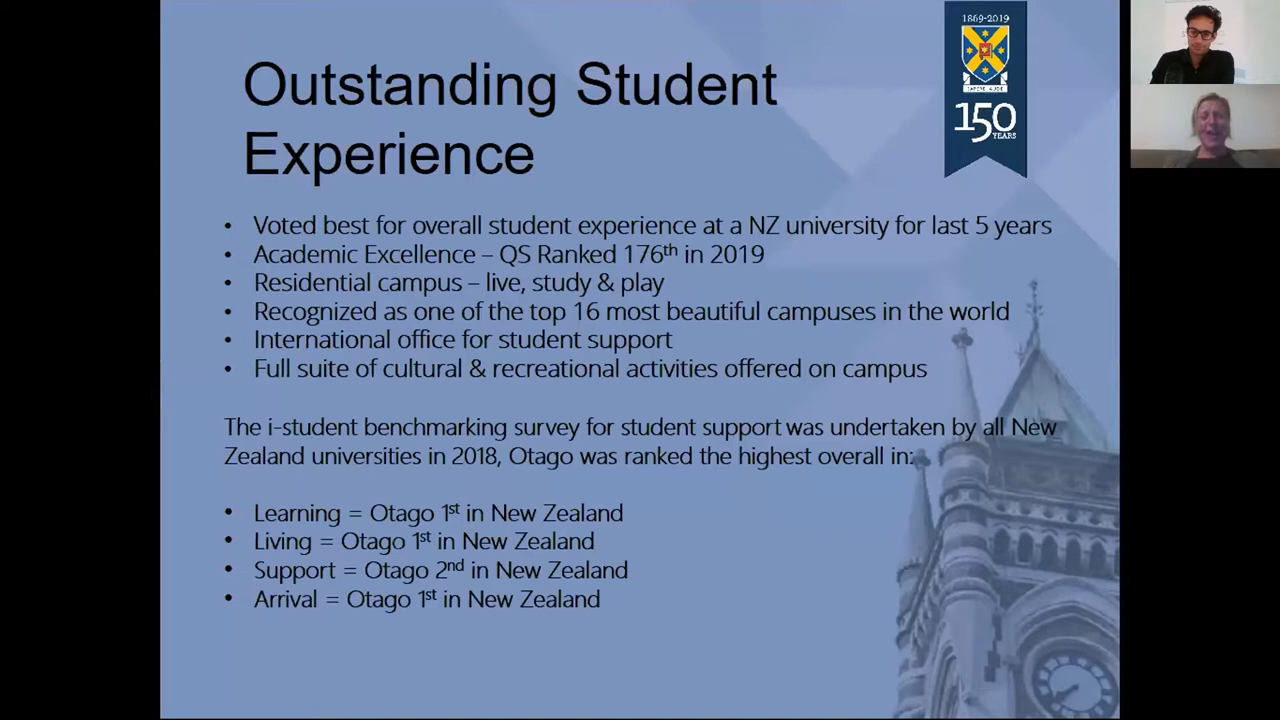 Outstanding Student
Experience
1869-2019
SAPERE AUDE
150
YEARS
• Voted best for overall student experience at a NZ university for last 5 years
• Academic Excellence – QS Ranked 176th in 2019
• Residential campus – live, study & play
• Recognized as one of the top 16 most beautiful campuses in the world
• International office for student support
• Full suite of cultural & recreational activities offered on campus
The i-student benchmarking survey for student support was undertaken by all New
Zealand universities in 2018, Otago was ranked the highest overall in:
• Learning = Otago 1st in New Zealand
• Living = Otago 1st in New Zealand
• Support = Otago 2nd in New Zealand
• Arrival = Otago 1st in New Zealand